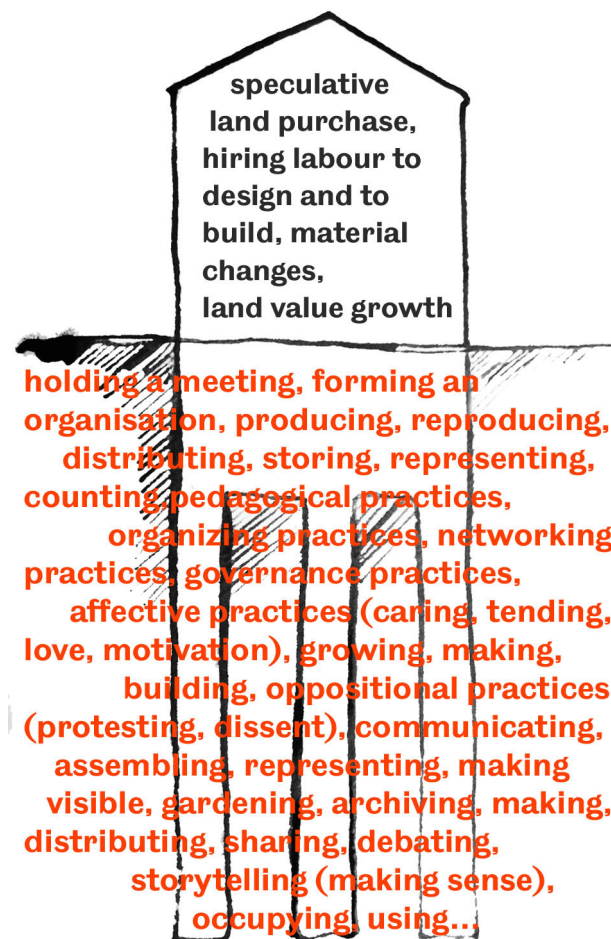 speculative
land purchase,
hiring labour to
design and to
build, material
changes,
land value growth
holding a meeting, forming an
organisation, producing, reproducing,
distributing, storing, representing,
counting,pedagogical practices,
organizing practices, networking
practices, governance practices,
affective practices (caring, tending,
love, motivation), growing, making,
building, oppositional practices
(protesting, dissent), communicating,
assembling, representing, making
visible, gardening, archiving, making,
distributing, sharing, debating,
storytelling (making sense),
occupying, using...